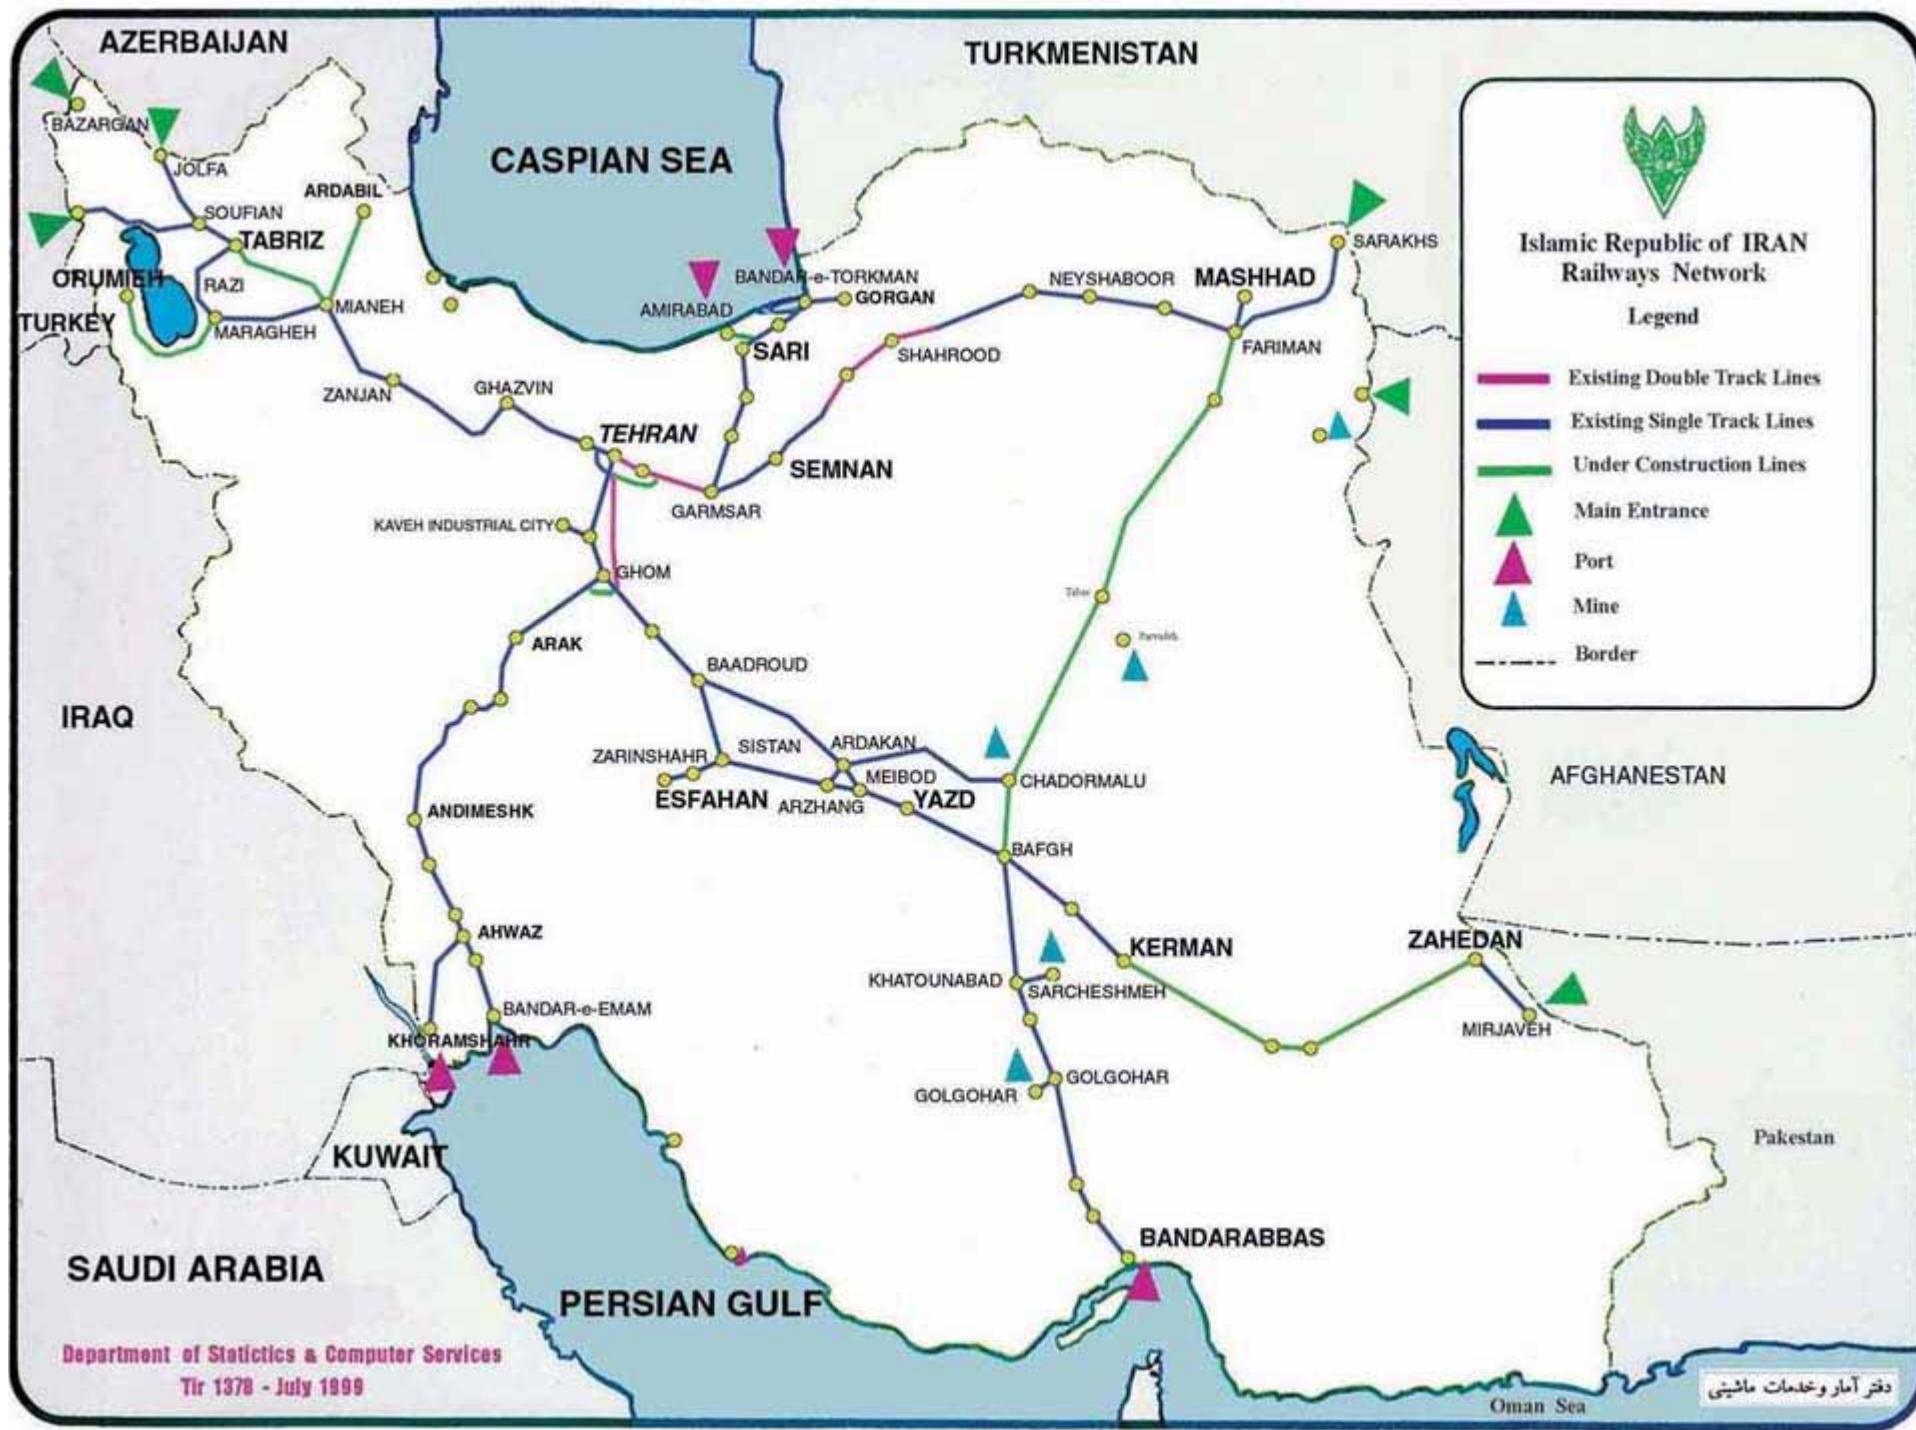 AZERBAIJAN
TURKMENISTAN
CASPIAN SEA
BAZARGAN
JOLFA
ARDABIL
SOUFIAN
TABRIZ
ORUMIEH
RAZI
TURKEY
MARAGHEH
MIANEH
ZANJAN
GHAZVIN
TEHRAN
BANDAR-e-TORKMAN
AMIRABAD
GORGAN
SARI
SHAHROOD
NEYSHABOOR
MASHHAD
SARAKHS
FARIMAN
SEMNAN
GARMSAR
KAVEH INDUSTRIAL CITY
GHOM
ARAK
BAADROUD
IRAQ
ZARINSHAHR
SISTAN
ARDAKAN
MEIBOD
ESFAHAN
ARZHANG
YAZD
CHADORMALU
ANDIMESHK
BAFGH
AHWAZ
KERMAN
ZAHEDAN
KHATOUNABAD
SARCHESHMEH
BANDAR-e-EMAM
KHORAMSHAHR
MIRJAVEH
GOLGOHAR
GOLGOHAR
KUWAIT
BANDARABBAS
SAUDI ARABIA
PERSIAN GULF
AFGHANESTAN
Pakestan
Oman Sea
Islamic Republic of IRAN
Railways Network
Legend
Existing Double Track Lines
Existing Single Track Lines
Under Construction Lines
Main Entrance
Port
Mine
Border
Department of Statictics & Computer Services
Tir 1378 - July 1999
دفتر آمار وخدمات ماشینی